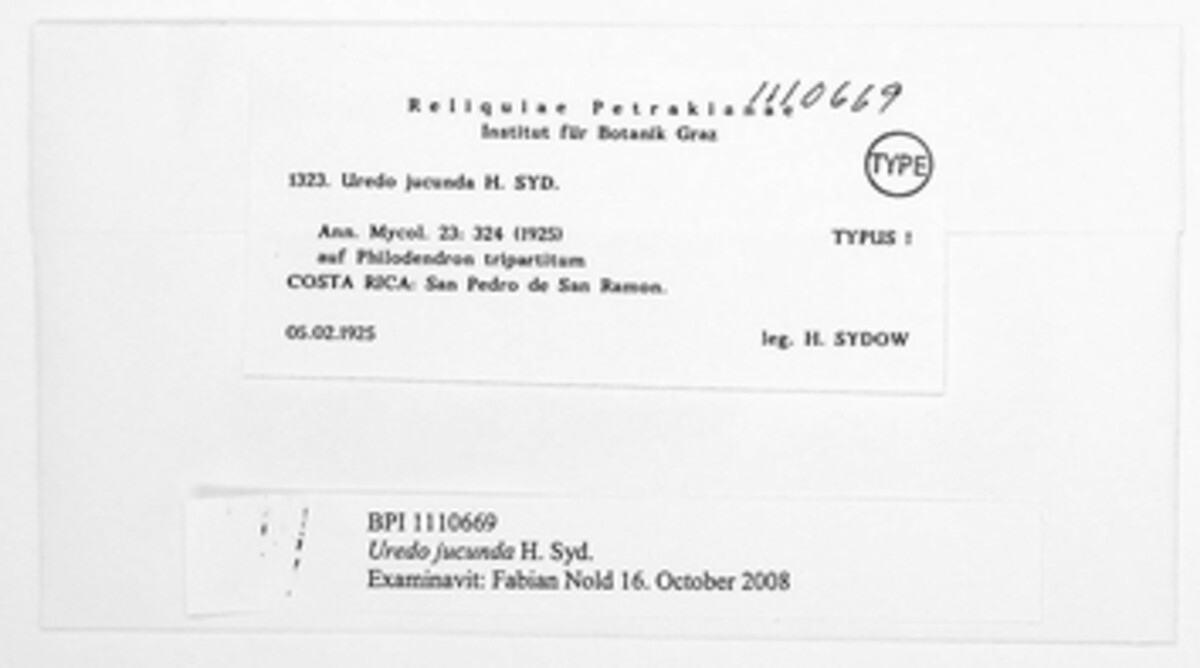 1110669
Reliquiae Petrakianae
Institut für Botanik Graz
TYPE
1323. Uredo jucunda H. SYD.
Ann. Mycol. 23: 324 (1925)
TYPUS !
auf Philodendron tripartitum
COSTA RICA: San Pedro de San Ramon.
05.02.1925
leg. H. SYDOW
BPI 1110669
Uredo jucunda H. Syd.
Examinavit: Fabian Nold 16. October 2008